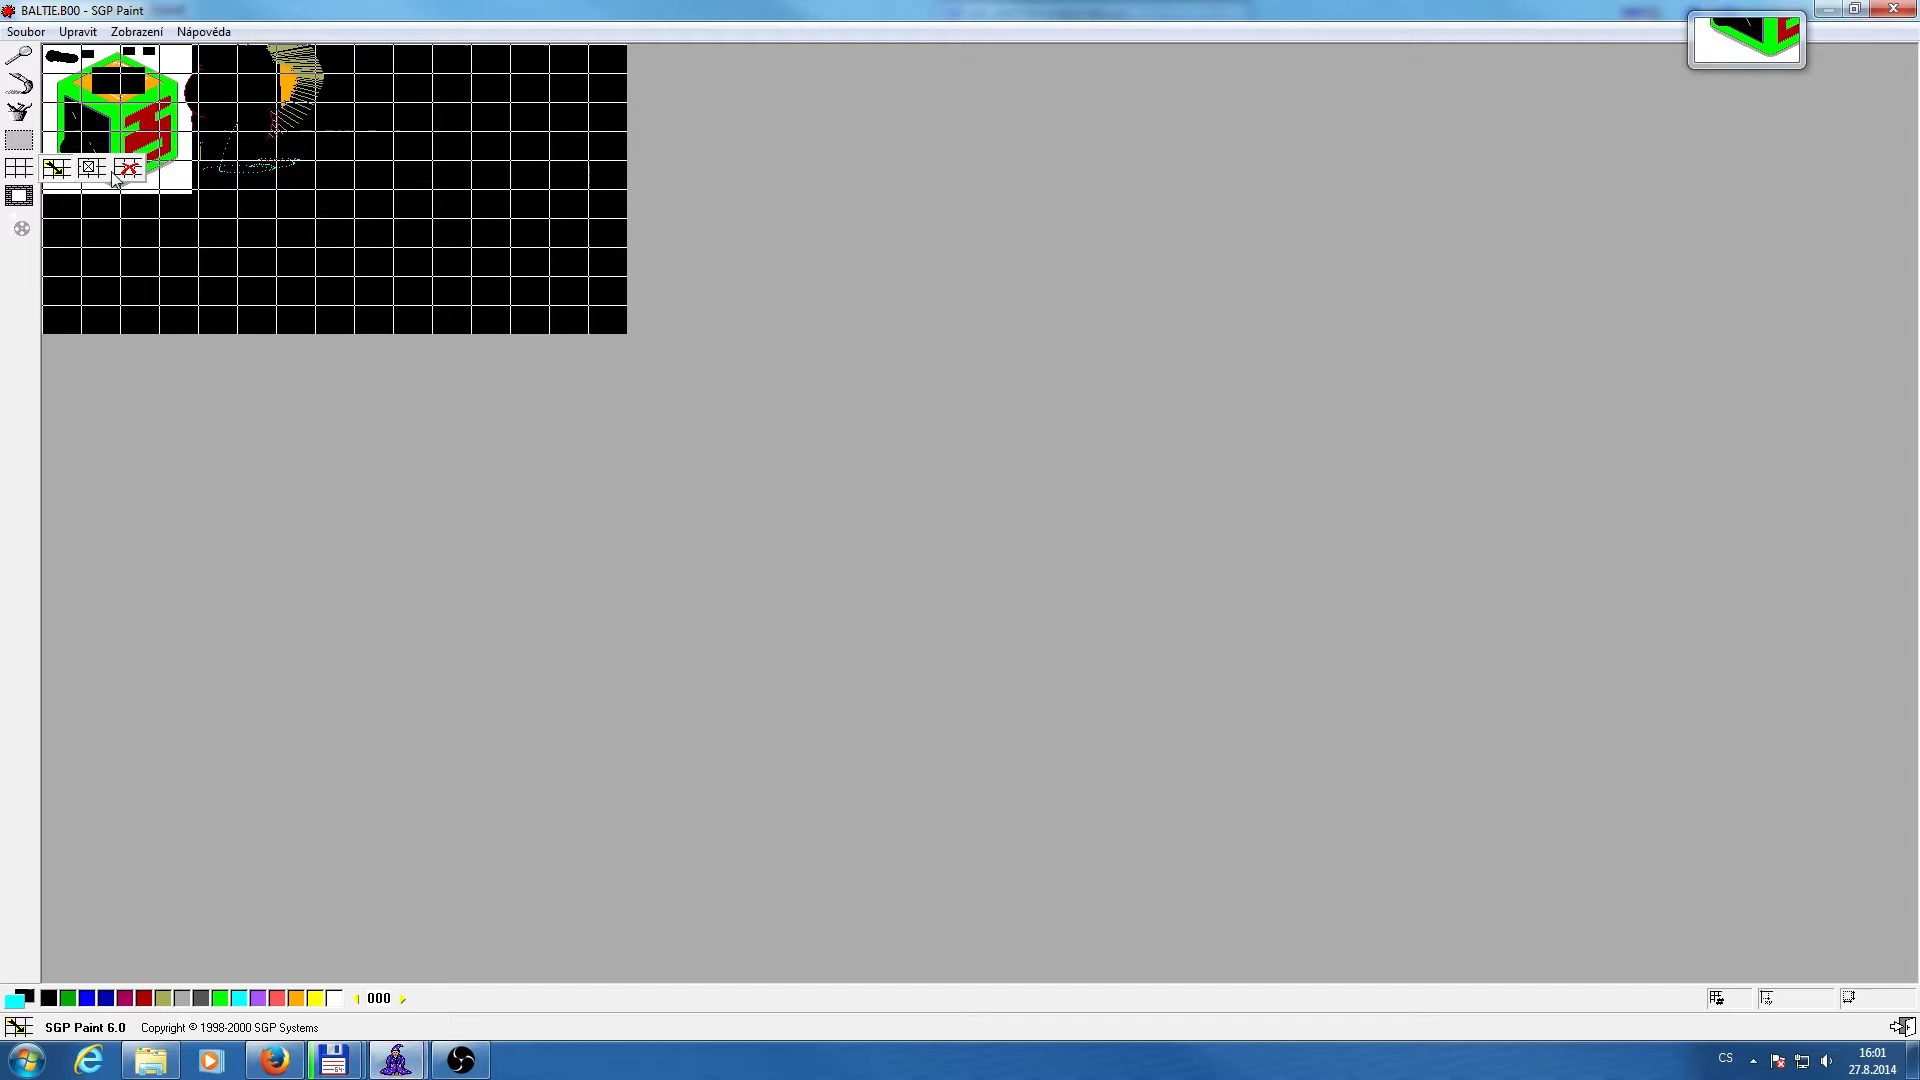 BALTIE.B00 - SGP Paint
Soubor Upravit Zobrazení Nápověda
000
SGP Paint 6.0 Copyright © 1998-2000 SGP Systems
CS
16:01
27.8.2014